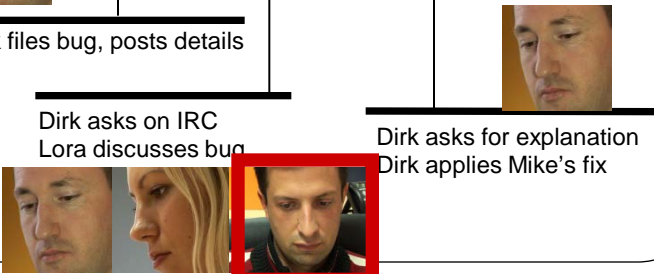 files bug, posts details
Dirk asks on IRC
Lora discusses bug
Dirk asks for explanation
Dirk applies Mike's fix